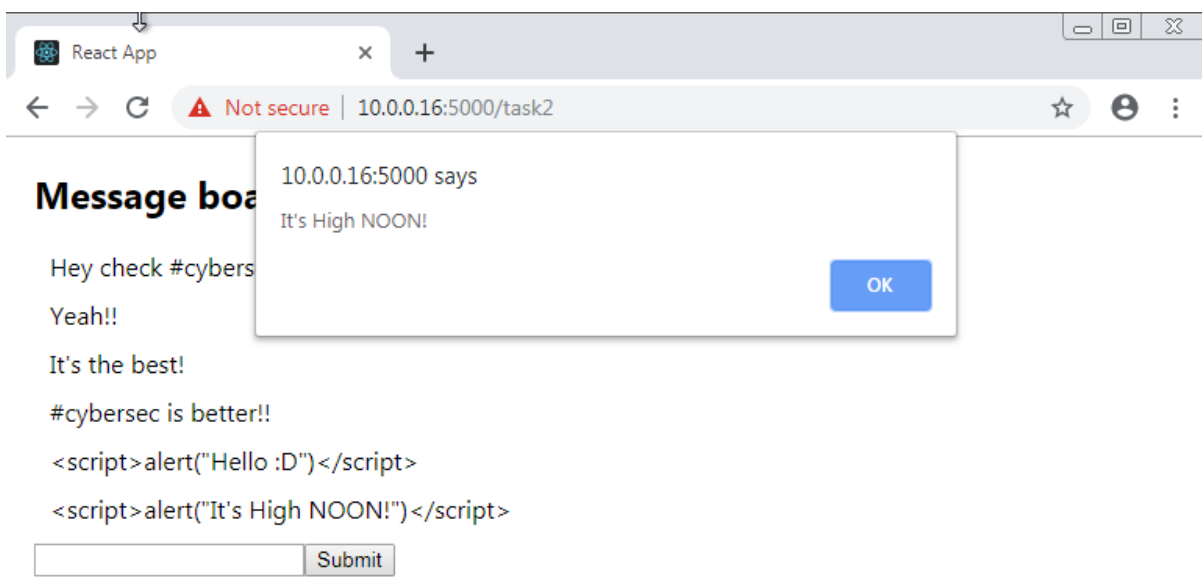 React App
Not secure | 10.0.0.16:5000/task2
10.0.0.16:5000 says
It's High NOON!
OK
Message boa
Hey check #cybers
Yeah!!
It's the best!
#cybersec is better!!
<script>alert("Hello :D")</script>
<script>alert("It's High NOON!")</script>
Submit